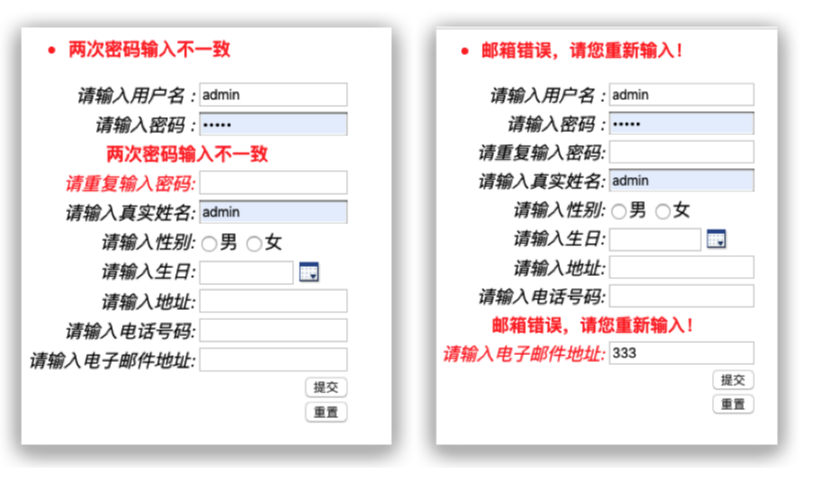 • 两次密码输入不一致
请输入用户名 : admin
请输入密码 : •••••
两次密码输入不一致
请重复输入密码:
请输入真实姓名: admin
请输入性别: 男 女
请输入生日:
请输入地址:
请输入电话号码:
请输入电子邮件地址:
提交
重置
• 邮箱错误，请您重新输入！
请输入用户名 : admin
请输入密码 : •••••
请重复输入密码:
请输入真实姓名: admin
请输入性别: 男 女
请输入生日:
请输入地址:
请输入电话号码:
邮箱错误，请您重新输入！
请输入电子邮件地址: 333
提交
重置